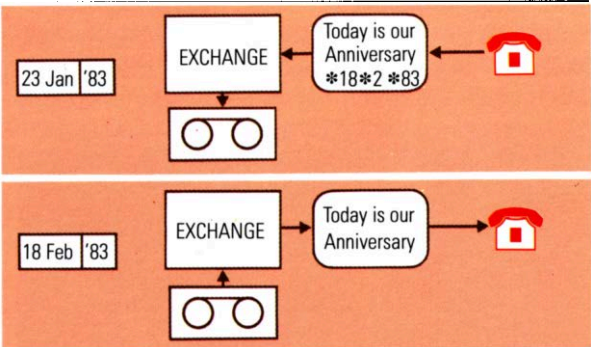 23 Jan '83
EXCHANGE
Today is our
Anniversary
*18*2 *83
18 Feb '83
EXCHANGE
Today is our
Anniversary